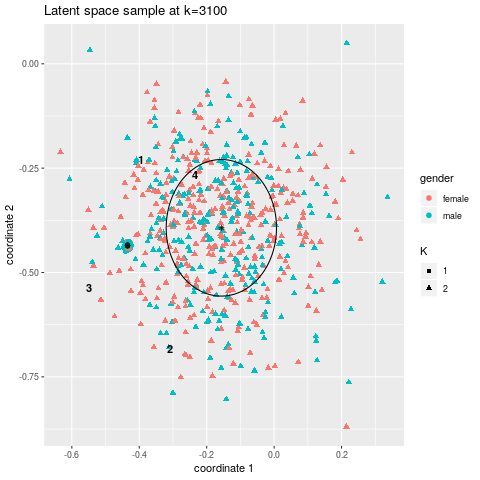 Latent space sample at k=3100
0.00
-0.25
-0.50
-0.75
coordinate 2
1
4
3
2
-0.6
-0.4
-0.2
0.0
0.2
coordinate 1
gender
female
male
K
1
2